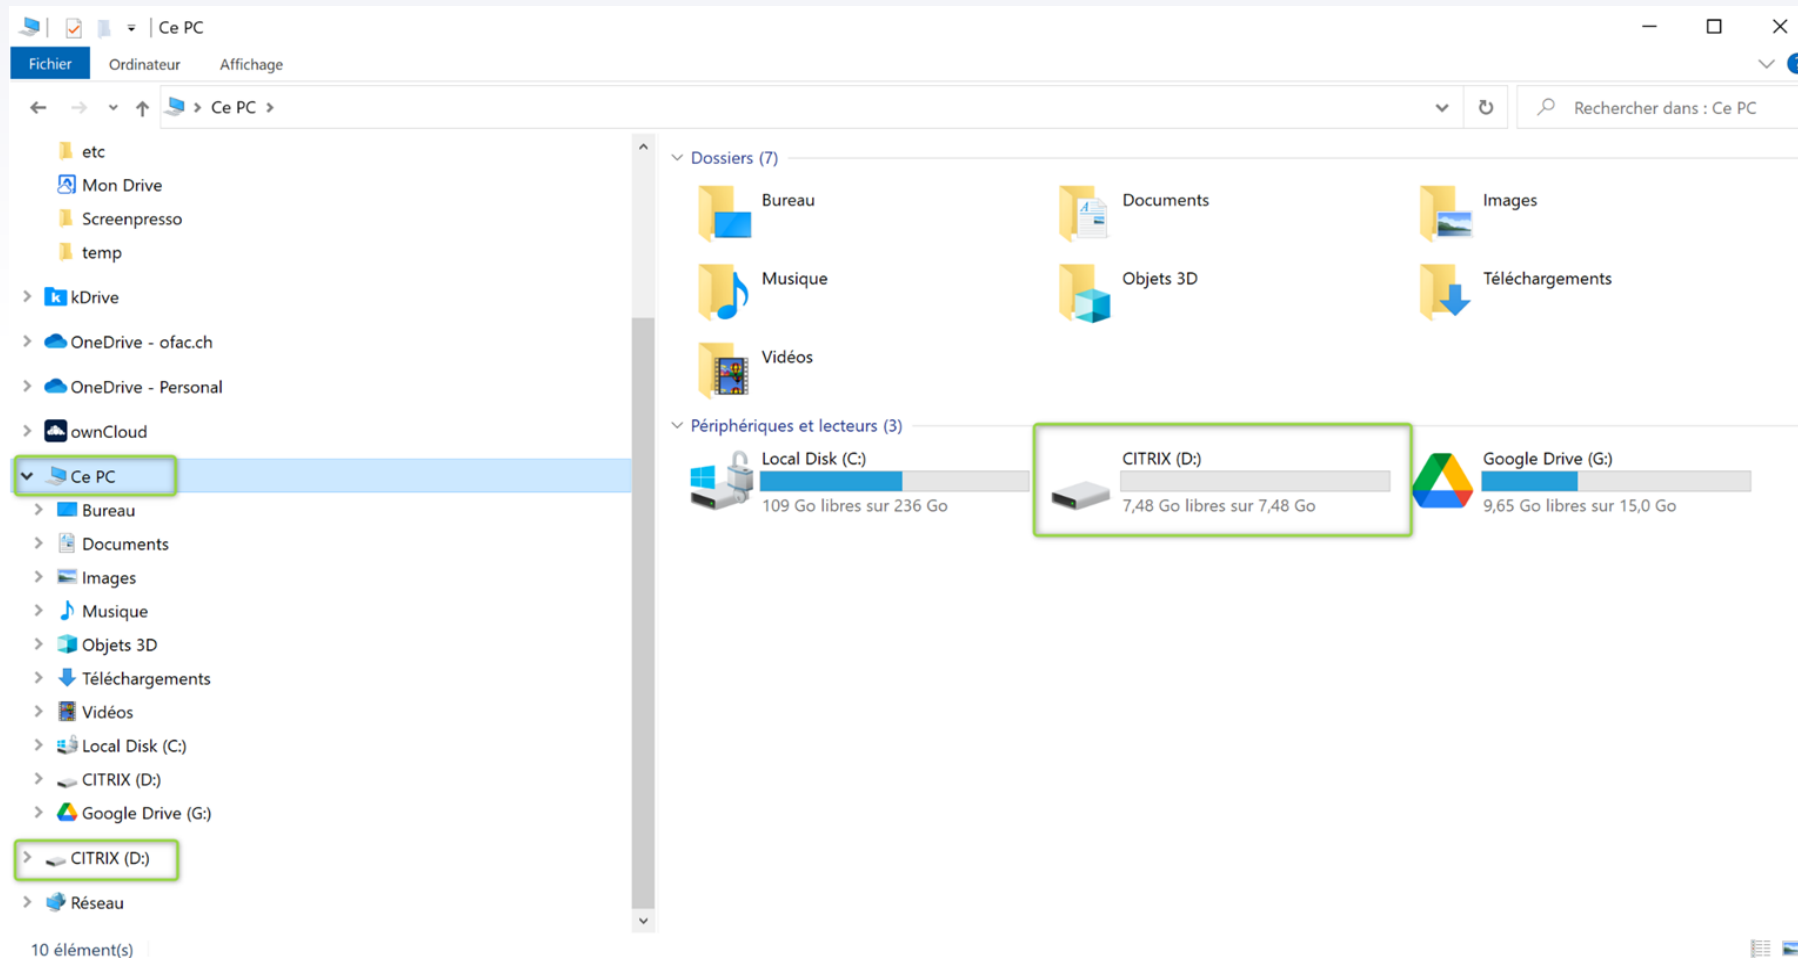 Ce PC
Fichier Ordinateur Affichage
Ce PC
Rechercher dans : Ce PC
etc
Mon Drive
Screenpresso
temp
kDrive
OneDrive - ofac.ch
OneDrive - Personal
ownCloud
Ce PC
Bureau
Documents
Images
Musique
Objets 3D
Téléchargements
Vidéos
Local Disk (C:)
CITRIX (D:)
Google Drive (G:)
CITRIX (D:)
Réseau
Dossiers (7)
Bureau
Documents
Images
Musique
Objets 3D
Téléchargements
Vidéos
Périphériques et lecteurs (3)
Local Disk (C:)
109 Go libres sur 236 Go
CITRIX (D:)
7,48 Go libres sur 7,48 Go
Google Drive (G:)
9,65 Go libres sur 15,0 Go
10 élément(s)